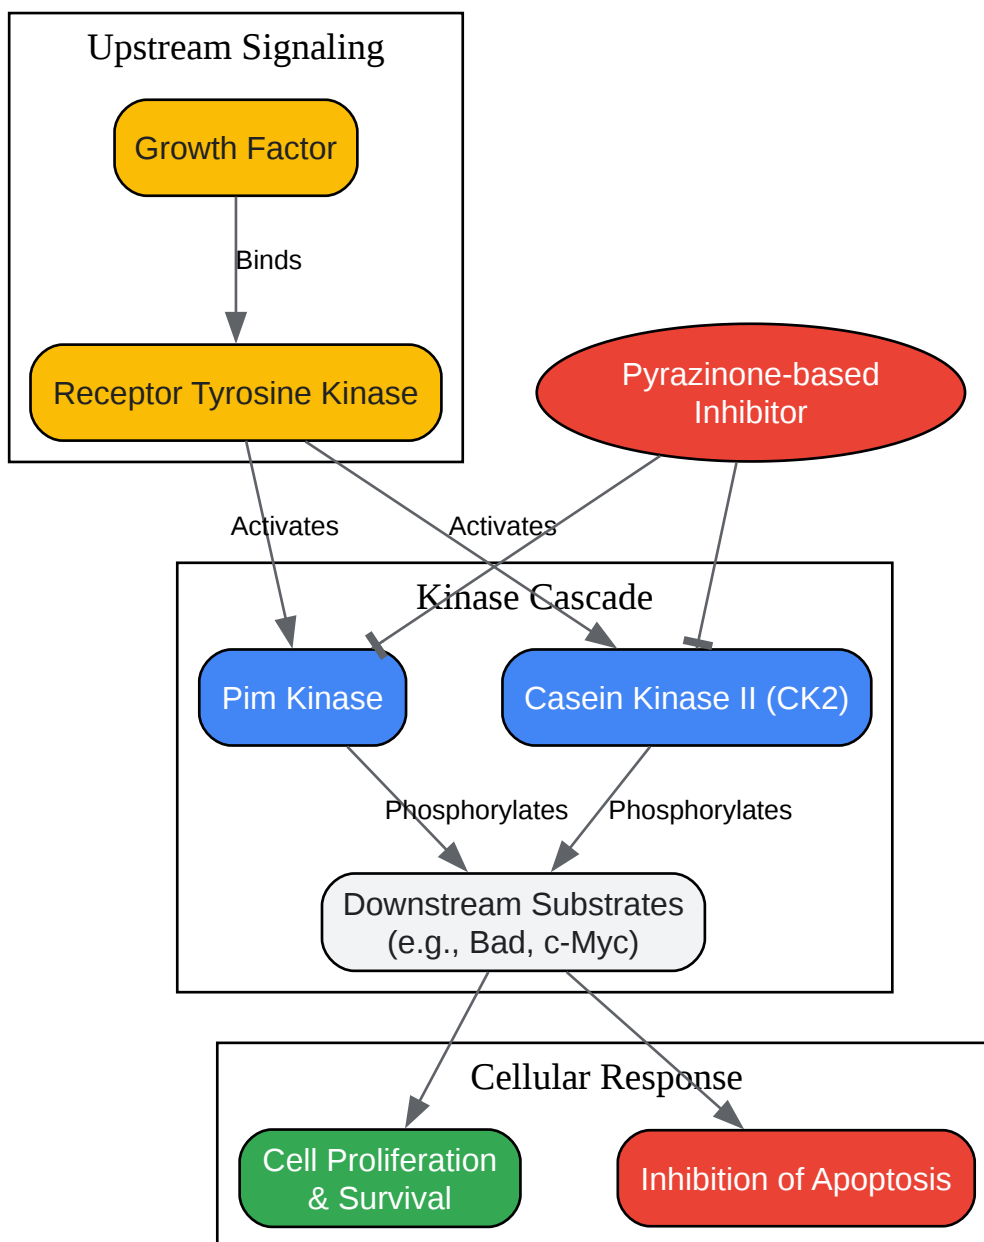 Upstream Signaling
Growth Factor
Binds
Receptor Tyrosine Kinase
Pyrazinone-based
Inhibitor
Activates
Activates
Kinase Cascade
Pim Kinase
Casein Kinase II (CK2)
Phosphorylates
Phosphorylates
Downstream Substrates
(e.g., Bad, c-Myc)
Cellular Response
Cell Proliferation
& Survival
Inhibition of Apoptosis